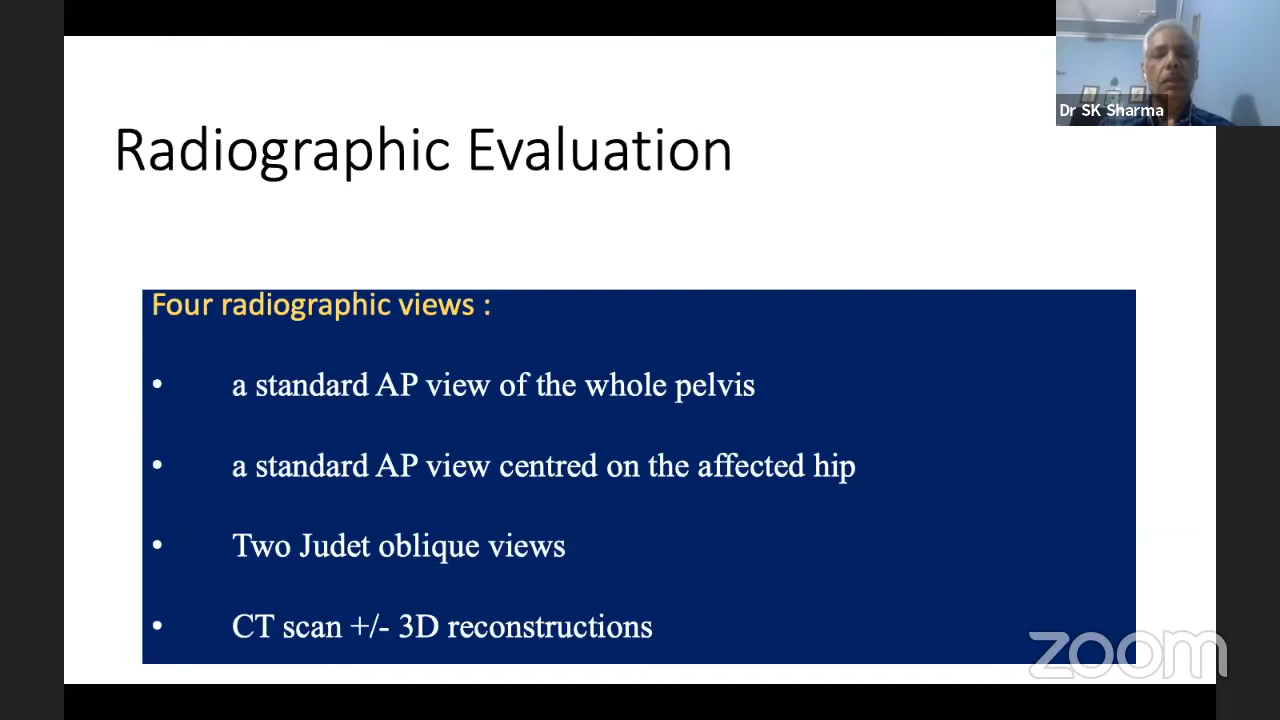 Dr SK Sharma
Radiographic Evaluation
Four radiographic views :
• a standard AP view of the whole pelvis
• a standard AP view centred on the affected hip
• Two Judet oblique views
• CT scan +/- 3D reconstructions
zoom